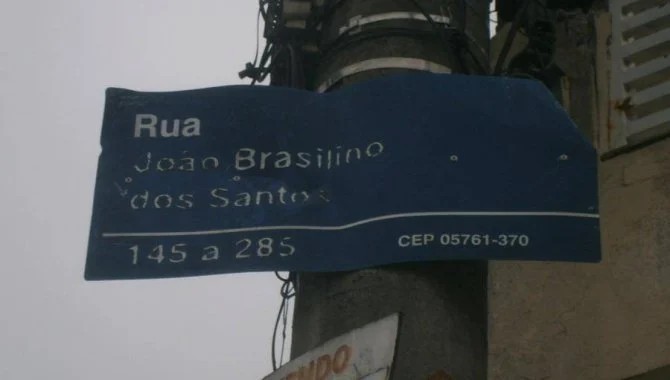 Rua
João Brasilino
dos Santos
145 a 285
CEP 05761-370